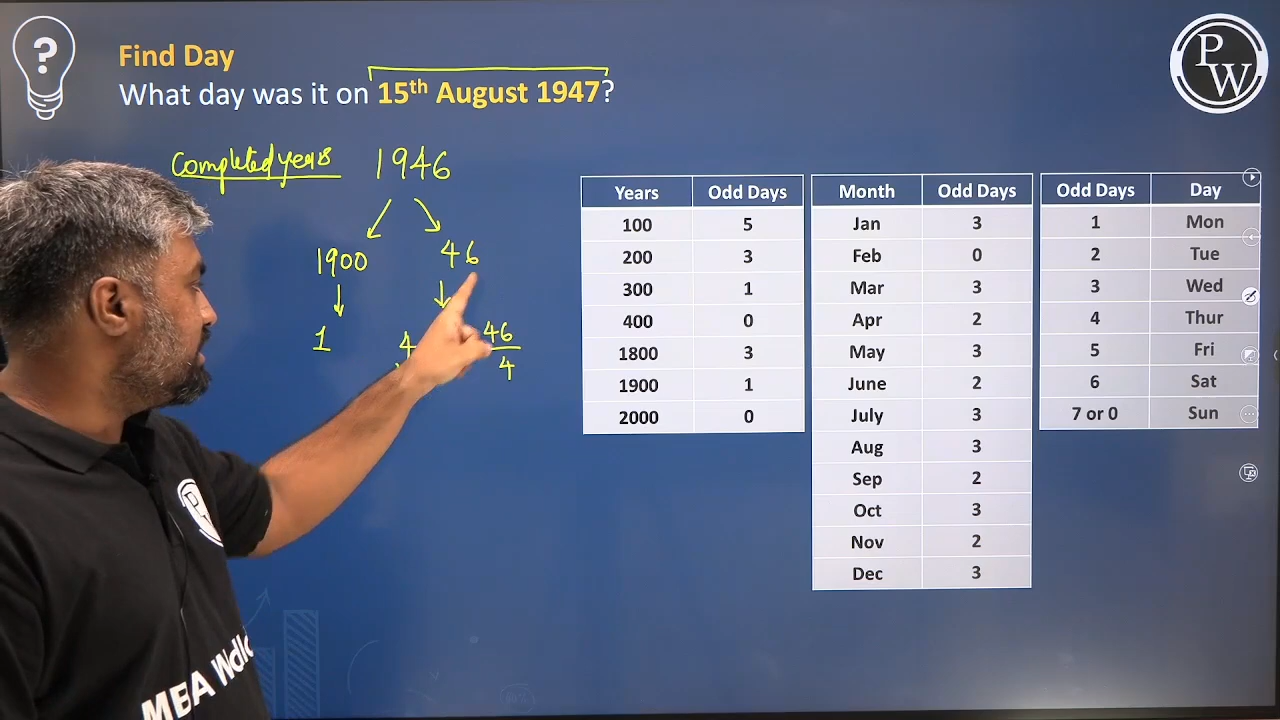 ?
Find Day
What day was it on 15th August 1947?
PW
Completed years 1946
1900 46
1 4 46
4
Years Odd Days
100 5
200 3
300 1
400 0
1800 3
1900 1
2000 0
Month Odd Days
Jan 3
Feb 0
Mar 3
Apr 2
May 3
June 2
July 3
Aug 3
Sep 2
Oct 3
Nov 2
Dec 3
Odd Days Day
1 Mon
2 Tue
3 Wed
4 Thur
5 Fri
6 Sat
7 or 0 Sun
PW
MBA